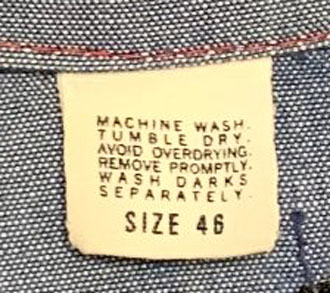 MACHINE WASH.
TUMBLE DRY.
AVOID OVERDRYING.
REMOVE PROMPTLY.
WASH DARKS
SEPARATELY.
SIZE 46